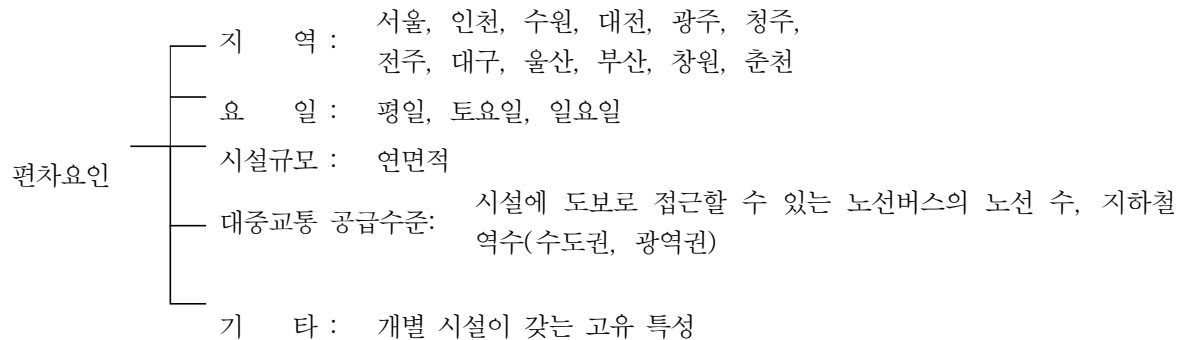 지 역 : 서울, 인천, 수원, 대전, 광주, 청주,
전주, 대구, 울산, 부산, 창원, 춘천
요 일 : 평일, 토요일, 일요일
편차요인
시설규모 : 연면적
대중교통 공급수준: 시설에 도보로 접근할 수 있는 노선버스의 노선 수, 지하철
역수(수도권, 광역권)
기 타 : 개별 시설이 갖는 고유 특성